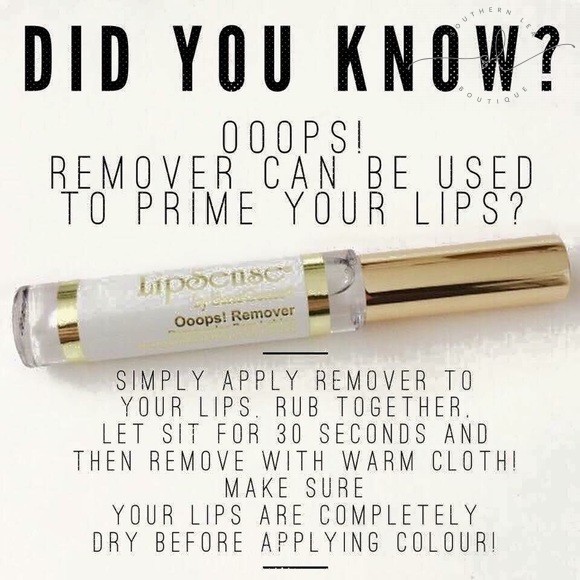 DID YOU KNOW?
SOUTHERN
BOUTIQUE
OOOPS!
REMOVER CAN BE USED
TO PRIME YOUR LIPS?
LIPSENSE
Ooops! Remover
SIMPLY APPLY REMOVER TO
YOUR LIPS. RUB TOGETHER,
LET SIT FOR 30 SECONDS AND
THEN REMOVE WITH WARM CLOTH!
MAKE SURE
YOUR LIPS ARE COMPLETELY
DRY BEFORE APPLYING COLOUR!